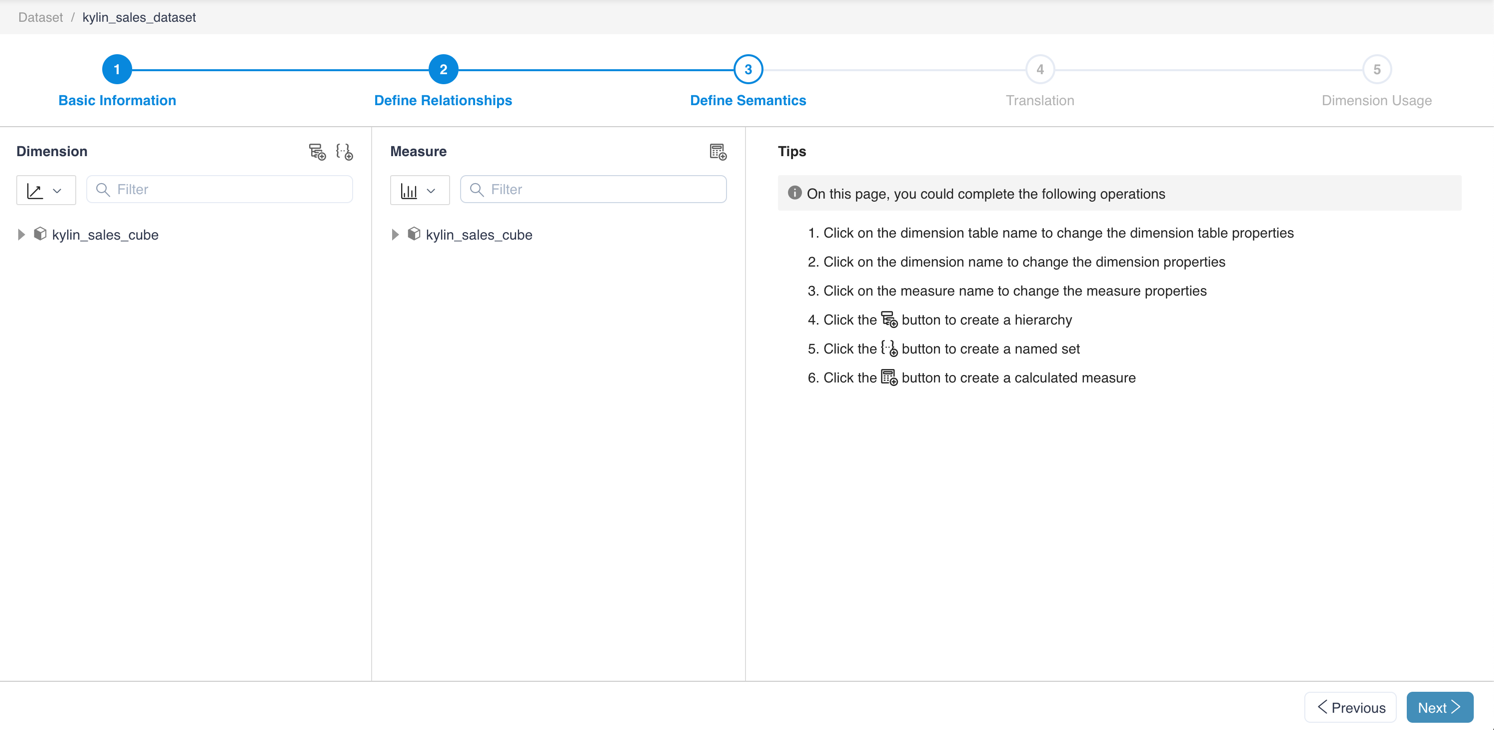 Dataset / kylin_sales_dataset
1 2 3 4 5
Basic Information Define Relationships Define Semantics Translation Dimension Usage
Dimension
Filter
kylin_sales_cube
Measure
Filter
kylin_sales_cube
Tips
On this page, you could complete the following operations
1. Click on the dimension table name to change the dimension table properties
2. Click on the dimension name to change the dimension properties
3. Click on the measure name to change the measure properties
4. Click the button to create a hierarchy
5. Click the button to create a named set
6. Click the button to create a calculated measure
Previous Next